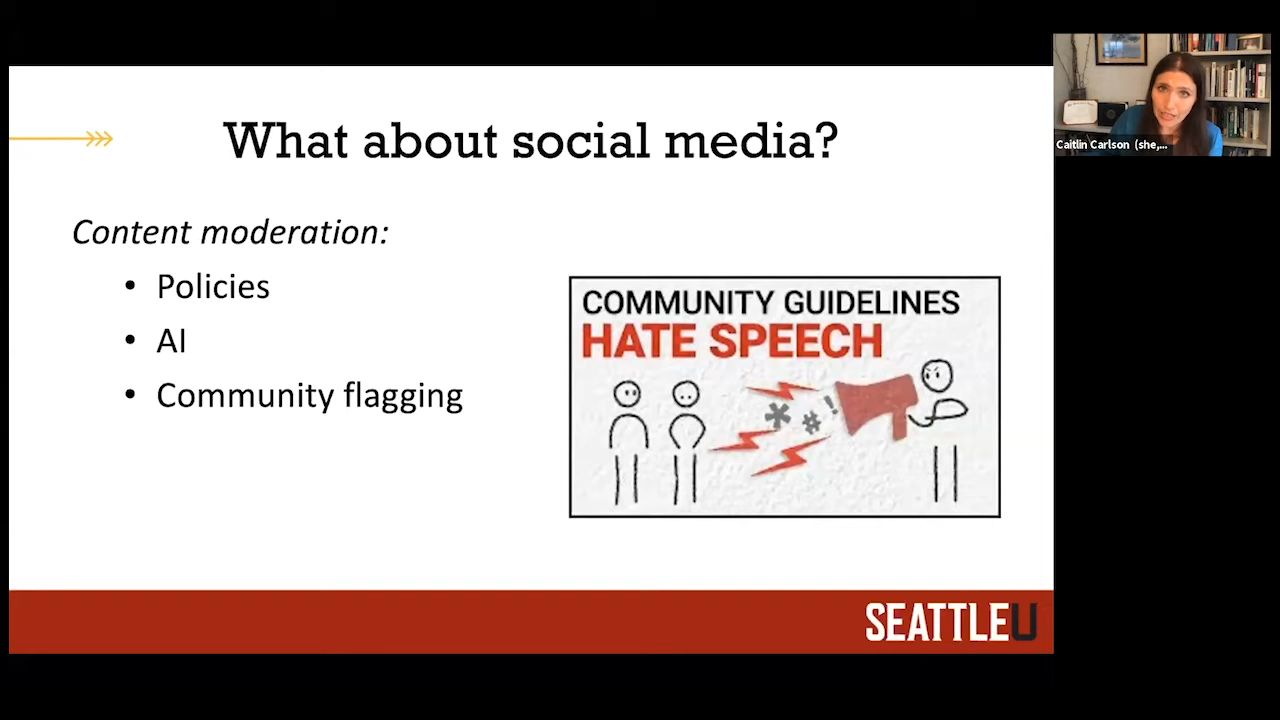 What about social media?
Content moderation:
• Policies
• AI
• Community flagging
COMMUNITY GUIDELINES
HATE SPEECH
* # !
SEATTLEU
Caitlin Carlson (she,...